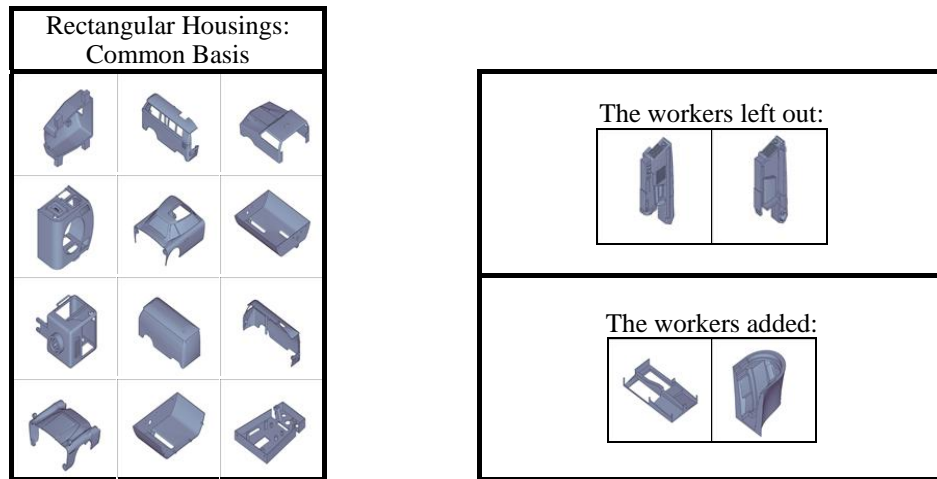 Rectangular Housings:
Common Basis
The workers left out:
The workers added: